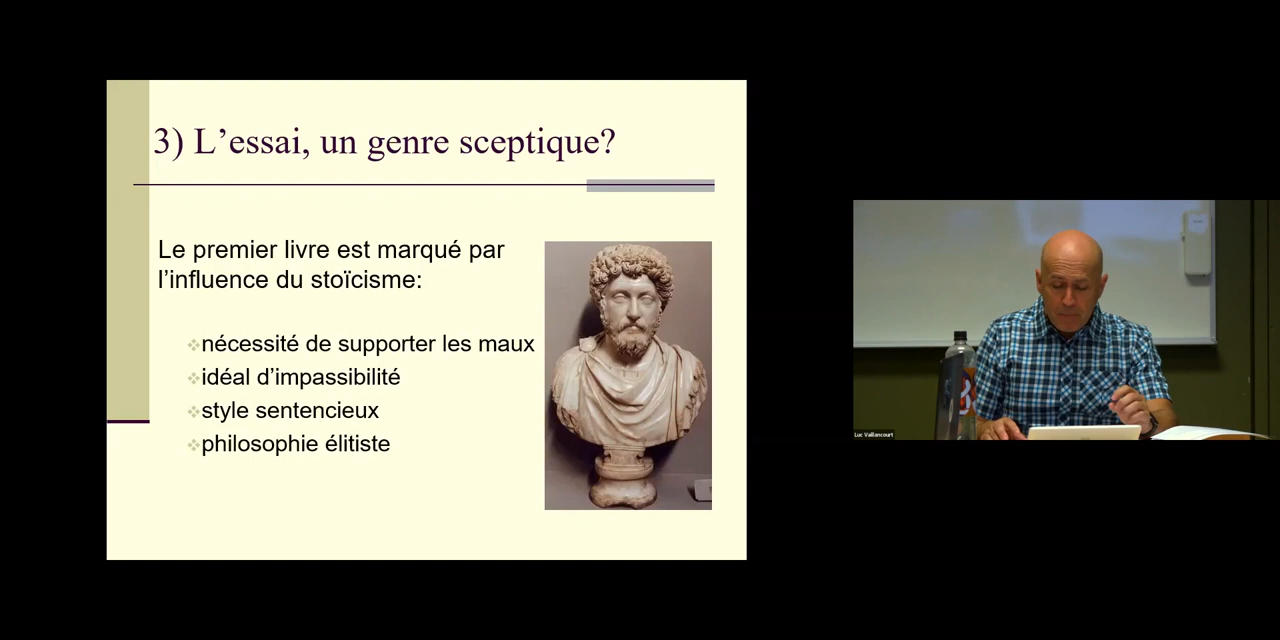 3) L’essai, un genre sceptique?
Le premier livre est marqué par
l’influence du stoïcisme:
nécessité de supporter les maux
idéal d’impassibilité
style sentencieux
philosophie élitiste
Luc Vaillancourt